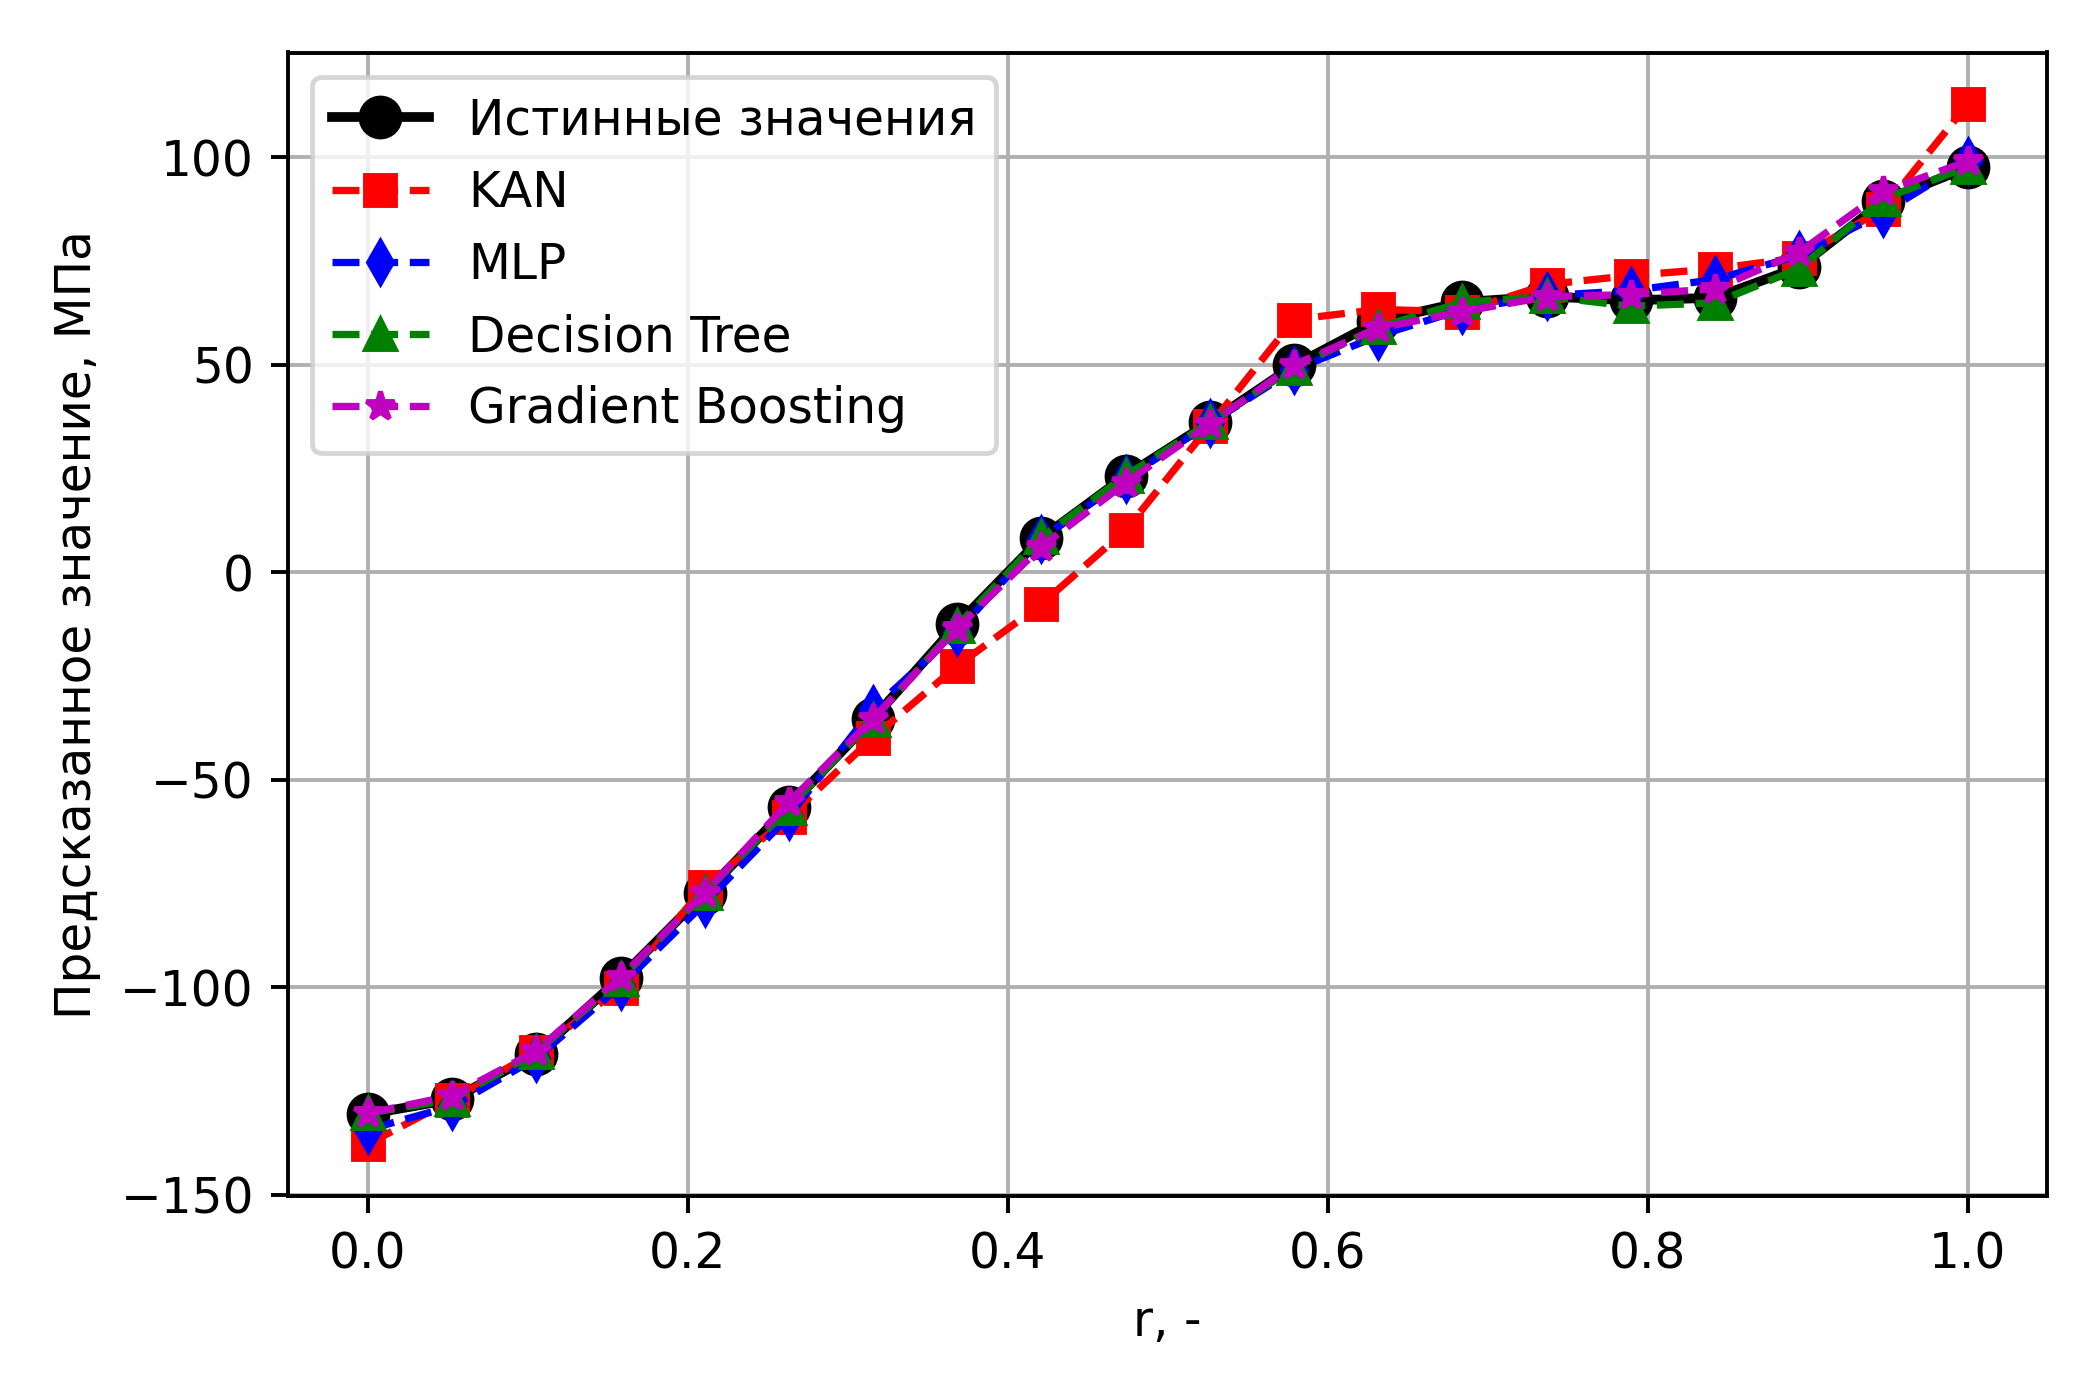 Истинные значения
KAN
MLP
Decision Tree
Gradient Boosting
Предсказанное значение, МПа
100
50
0
−50
−100
−150
0.0 0.2 0.4 0.6 0.8 1.0
r, -